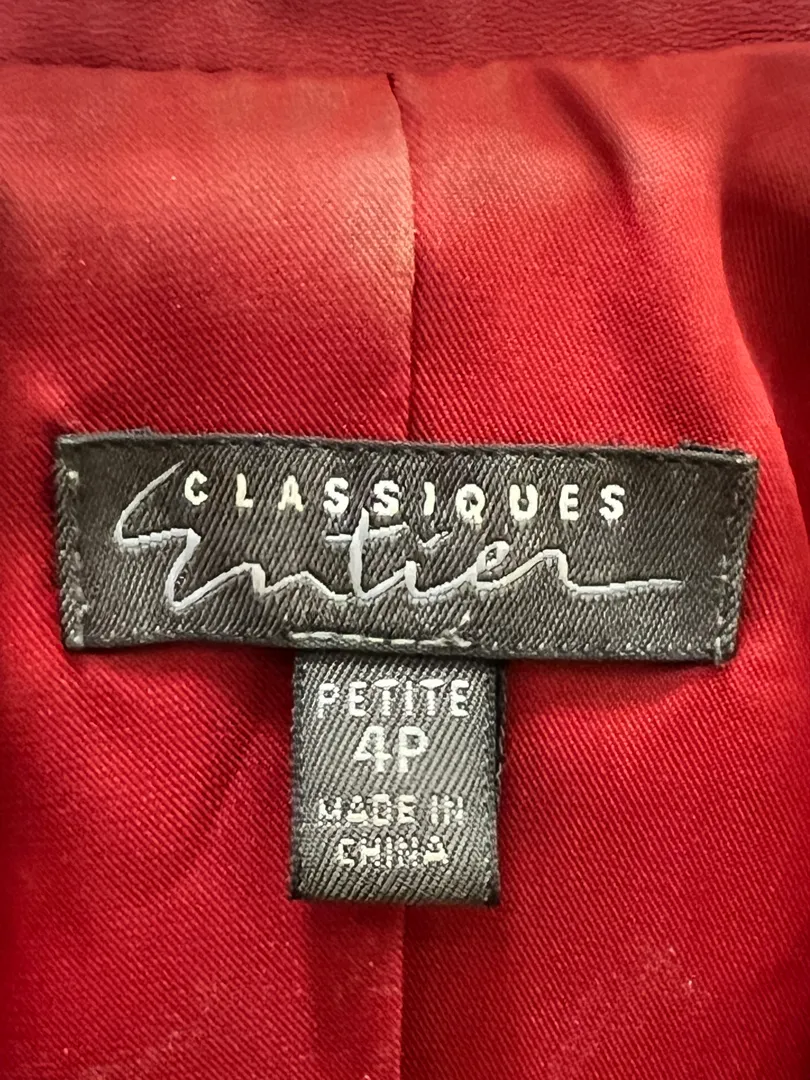 CLASSIQUES
Entier
PETITE
4P
MADE IN
CHINA